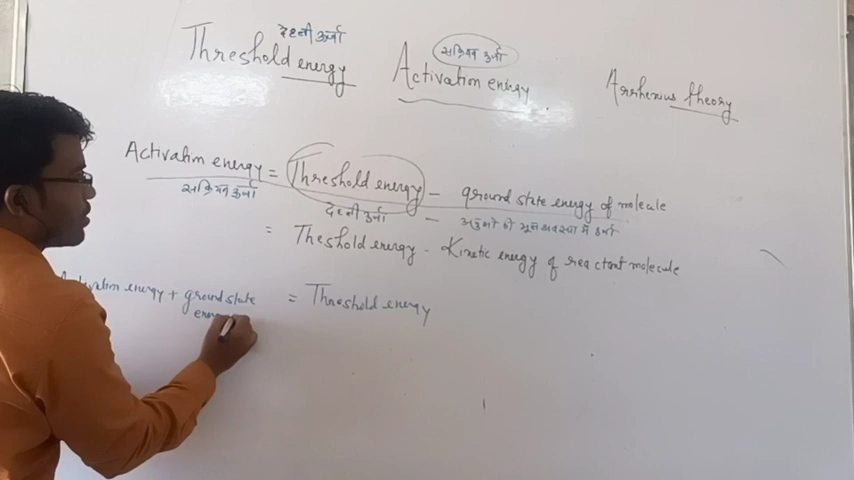 Threshold energy देहली ऊर्जा
Activation energy सक्रियण ऊर्जा
Arrhenius theory
Activation energy = Threshold energy - ground state energy of molecule
सक्रियण ऊर्जा देहली ऊर्जा - अणुओ की मूल अवस्था में ऊर्जा
= Theshold energy - Kinetic energy of reactant molecule
energy + ground state = Threshold energy